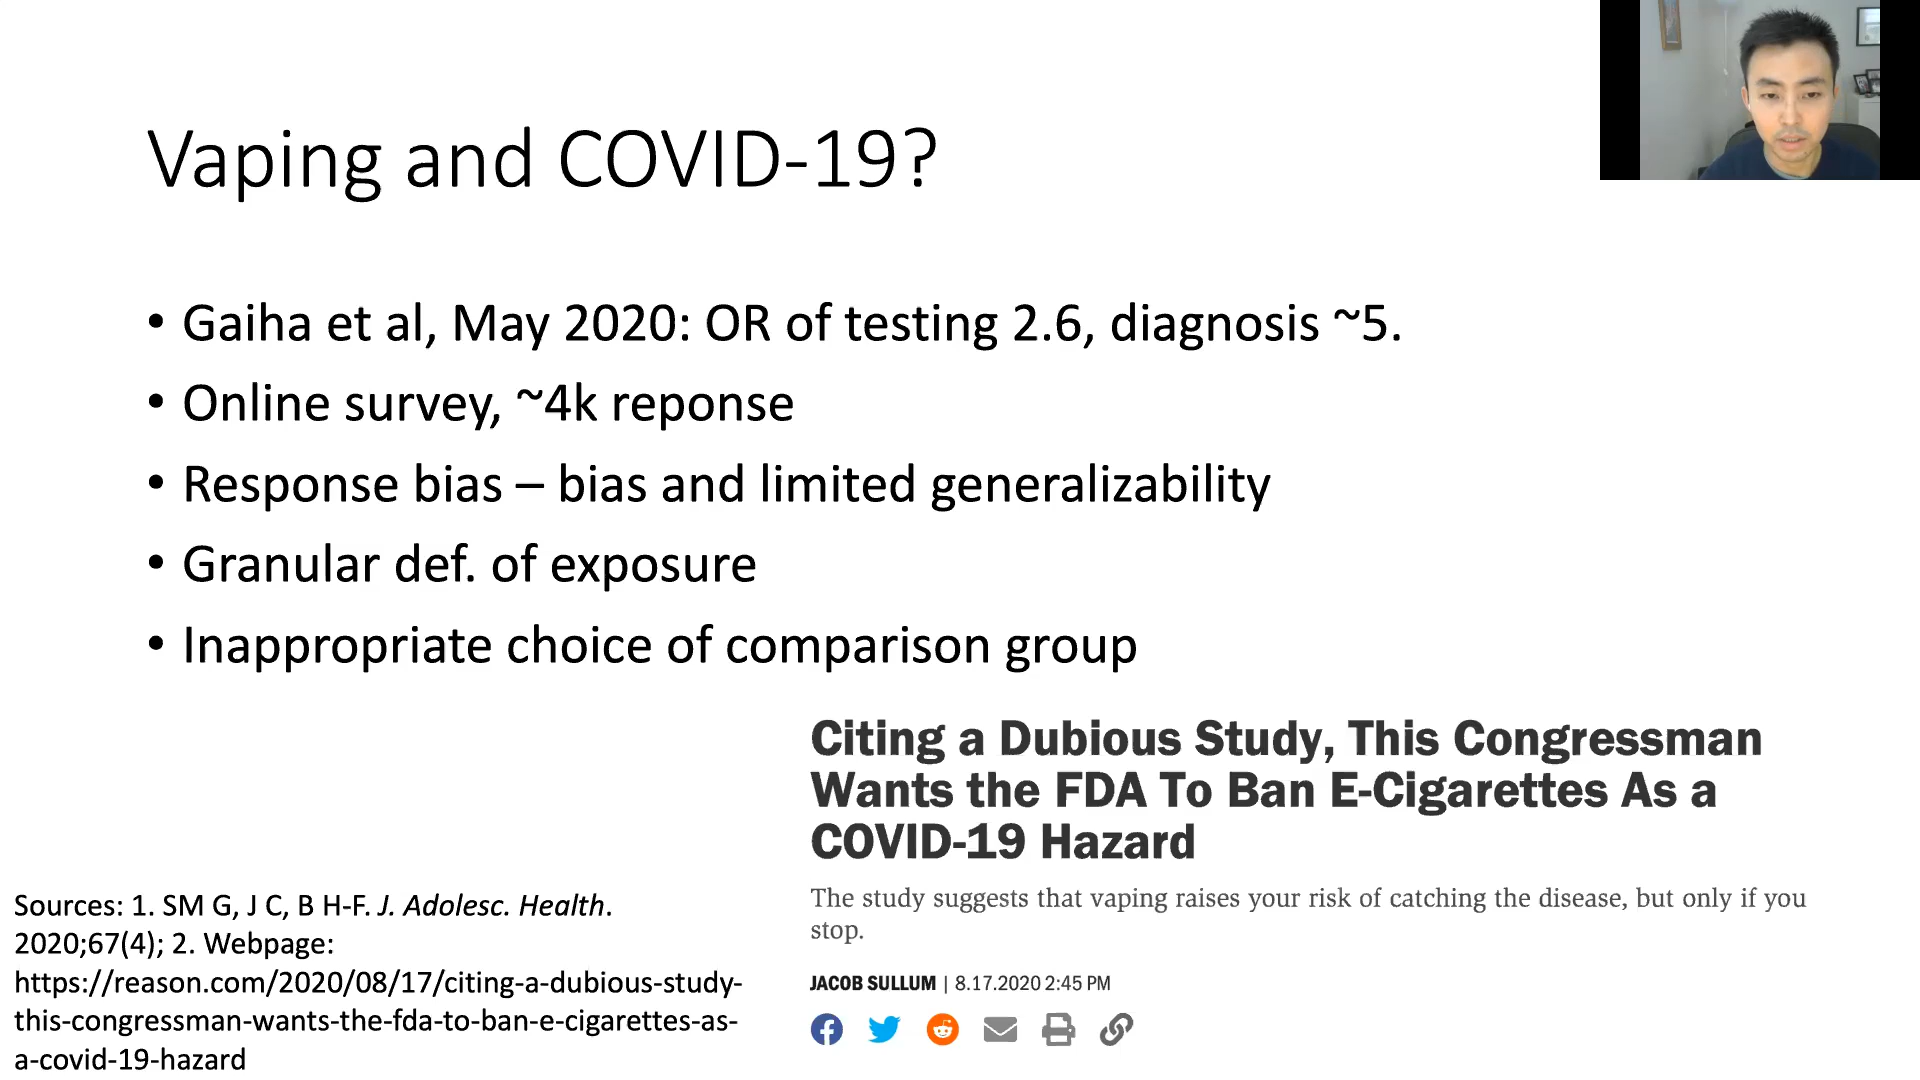 Vaping and COVID-19?
• Gaiha et al, May 2020: OR of testing 2.6, diagnosis ~5.
• Online survey, ~4k reponse
• Response bias – bias and limited generalizability
• Granular def. of exposure
• Inappropriate choice of comparison group
Citing a Dubious Study, This Congressman
Wants the FDA To Ban E-Cigarettes As a
COVID-19 Hazard
The study suggests that vaping raises your risk of catching the disease, but only if you
stop.
JACOB SULLUM | 8.17.2020 2:45 PM
Sources: 1. SM G, J C, B H-F. J. Adolesc. Health.
2020;67(4); 2. Webpage:
https://reason.com/2020/08/17/citing-a-dubious-study-
this-congressman-wants-the-fda-to-ban-e-cigarettes-as-
a-covid-19-hazard